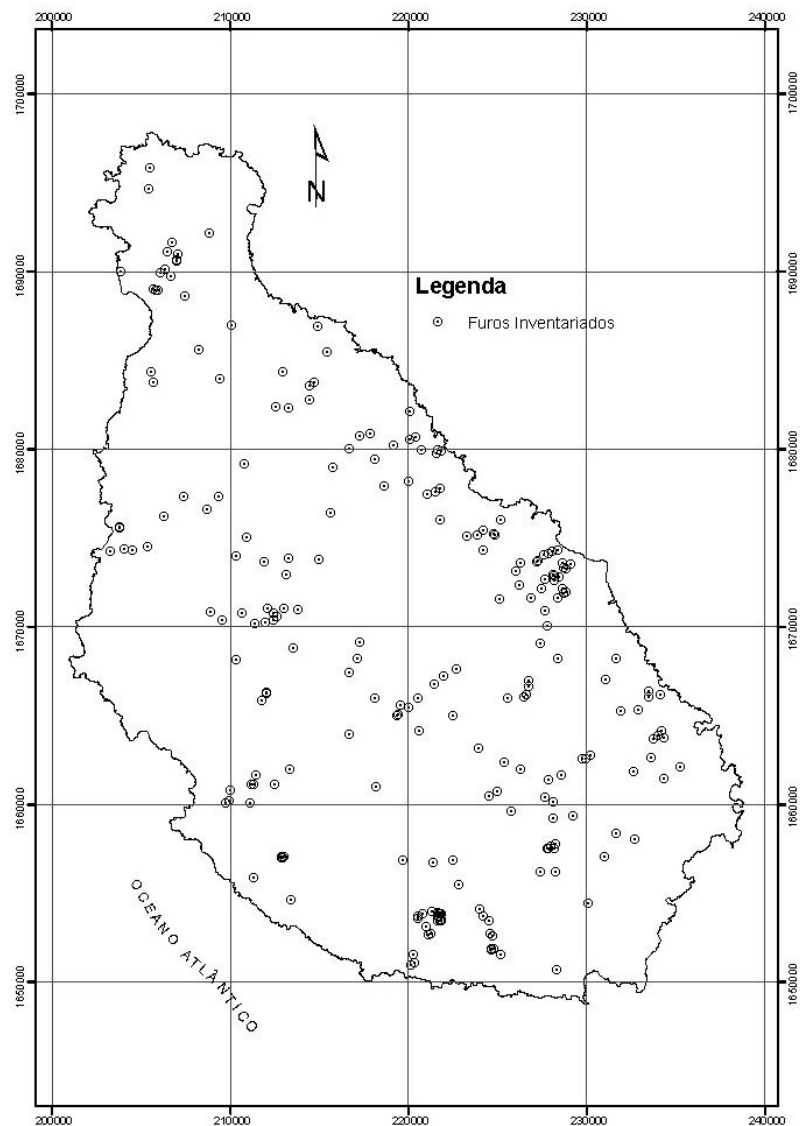 200000 210000 220000 230000 240000
1700000 1700000
N
1690000 1690000
Legenda
Furos Inventariados
1680000 1680000
1670000 1670000
1660000 1660000
OCEANO ATLÂNTICO
1650000 1650000
200000 210000 220000 230000 240000